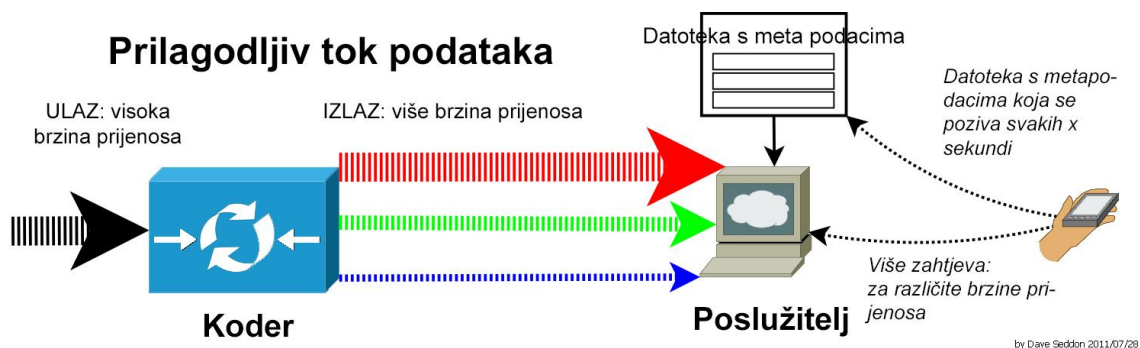 Prilagodljiv tok podataka
Datoteka s meta podacima
ULAZ: visoka
brzina prijenosa
IZLAZ: više brzina prijenosa
Datoteka s metapo-
dacima koja se
poziva svakih x
sekundi
Više zahtjeva:
za različite brzine pri-
jenosa
Koder
Poslužitelj
by Dave Seddon 2011/07/28